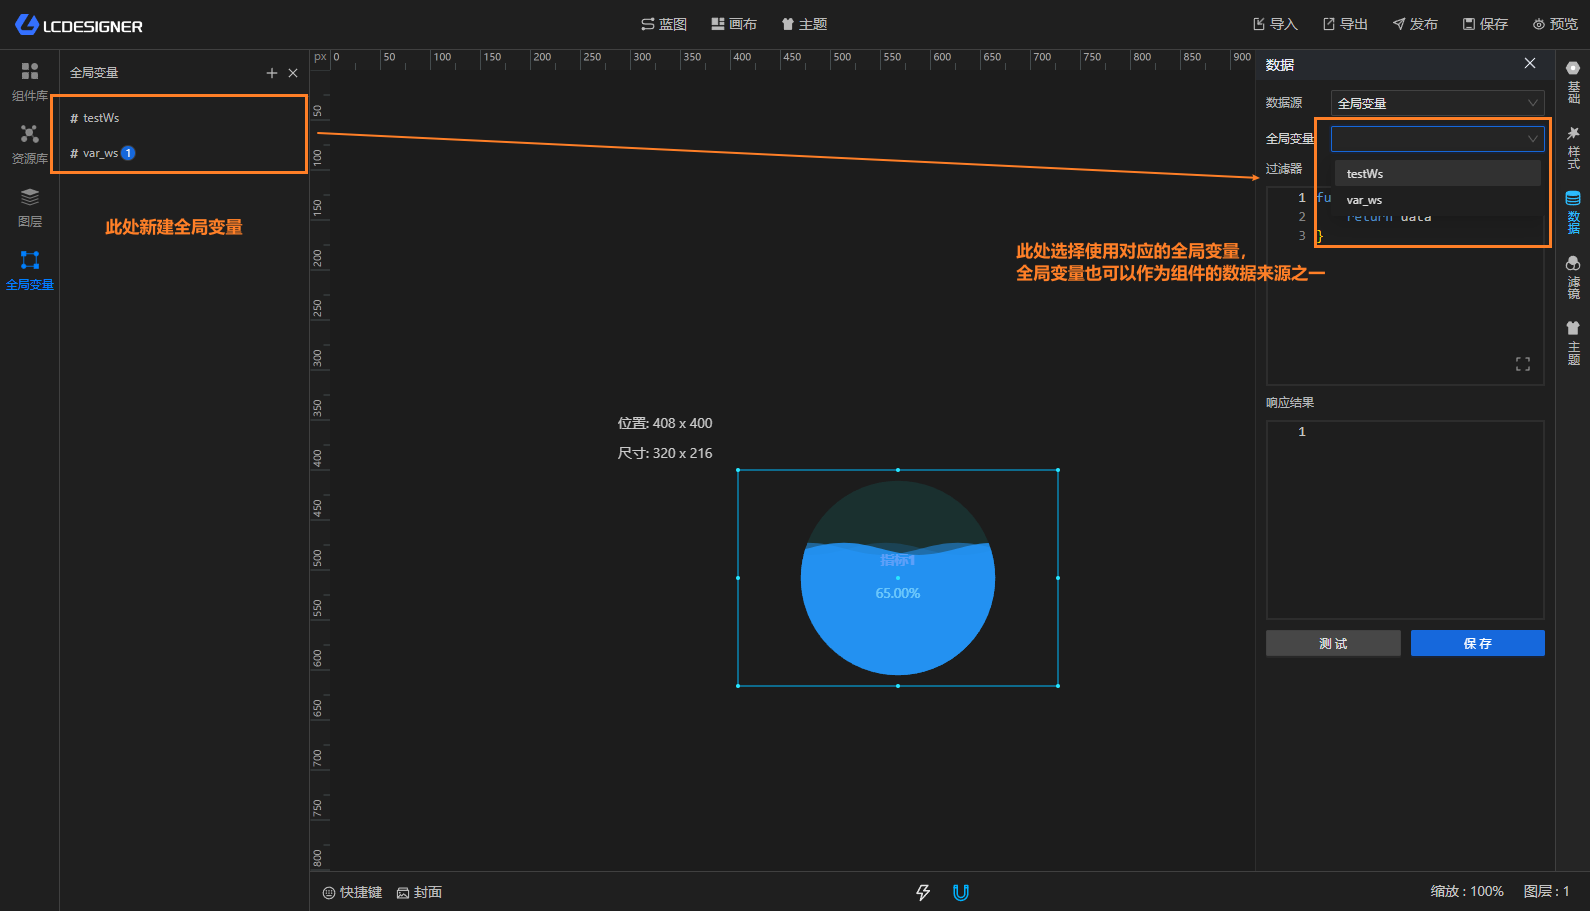 LCDESIGNER
蓝图
画布
主题
导入
导出
发布
保存
预览
组件库
资源库
图层
全局变量
全局变量
# testWs
# var_ws 1
此处新建全局变量
px
0 50 100 150 200 250 300 350 400 450 500 550 600 650 700 750 800 850 900
50
100
150
200
250
300
350
400
450
500
550
600
650
700
750
800
位置: 408 x 400
尺寸: 320 x 216
指标1
65.00%
此处选择使用对应的全局变量，
全局变量也可以作为组件的数据来源之一
数据
数据源
全局变量
全局变量
testWs
var_ws
过滤器
1 fu
2 return data
3 }
响应结果
1
测 试
保 存
基础
样式
数据
滤镜
主题
快捷键
封面
缩放 : 100%
图层 : 1